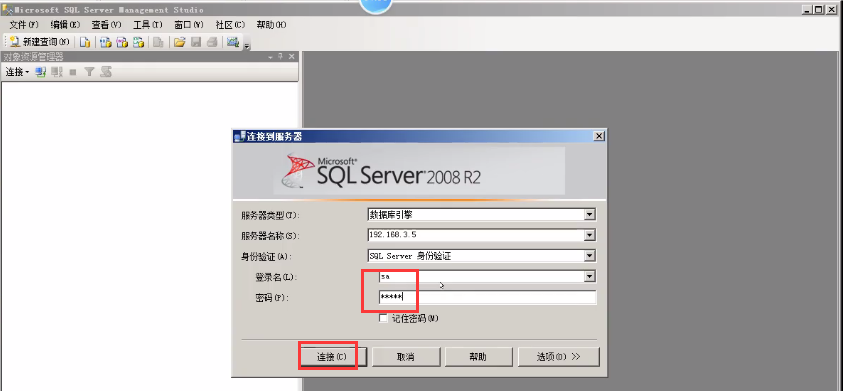 Microsoft SQL Server Management Studio
文件(F) 编辑(E) 查看(V) 工具(T) 窗口(W) 社区(C) 帮助(H)
新建查询(N)
对象资源管理器
连接
连接到服务器
Microsoft®
SQL Server 2008 R2
服务器类型(T): 数据库引擎
服务器名称(S): 192.168.3.5
身份验证(A): SQL Server 身份验证
登录名(L): sa
密码(P): *****
记住密码(M)
连接(C) 取消 帮助 选项(O) >>